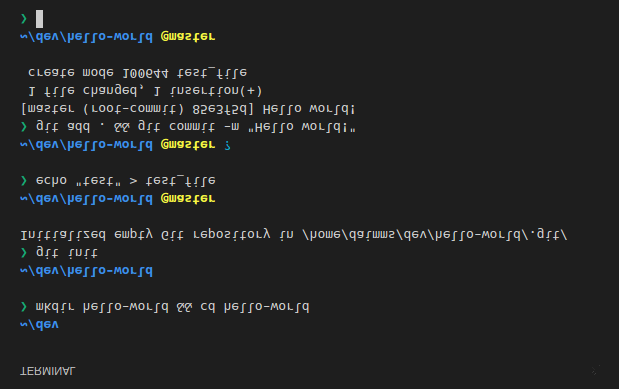 TERMINAL
~/dev
❯ mkdir hello-world && cd hello-world
~/dev/hello-world
❯ git init
Initialized empty Git repository in /home/daimms/dev/hello-world/.git/
~/dev/hello-world @master
❯ echo "test" > test_file
~/dev/hello-world @master ?
❯ git add . && git commit -m "Hello world!"
[master (root-commit) 85e3f5d] Hello world!
1 file changed, 1 insertion(+)
create mode 100644 test_file
~/dev/hello-world @master
❯